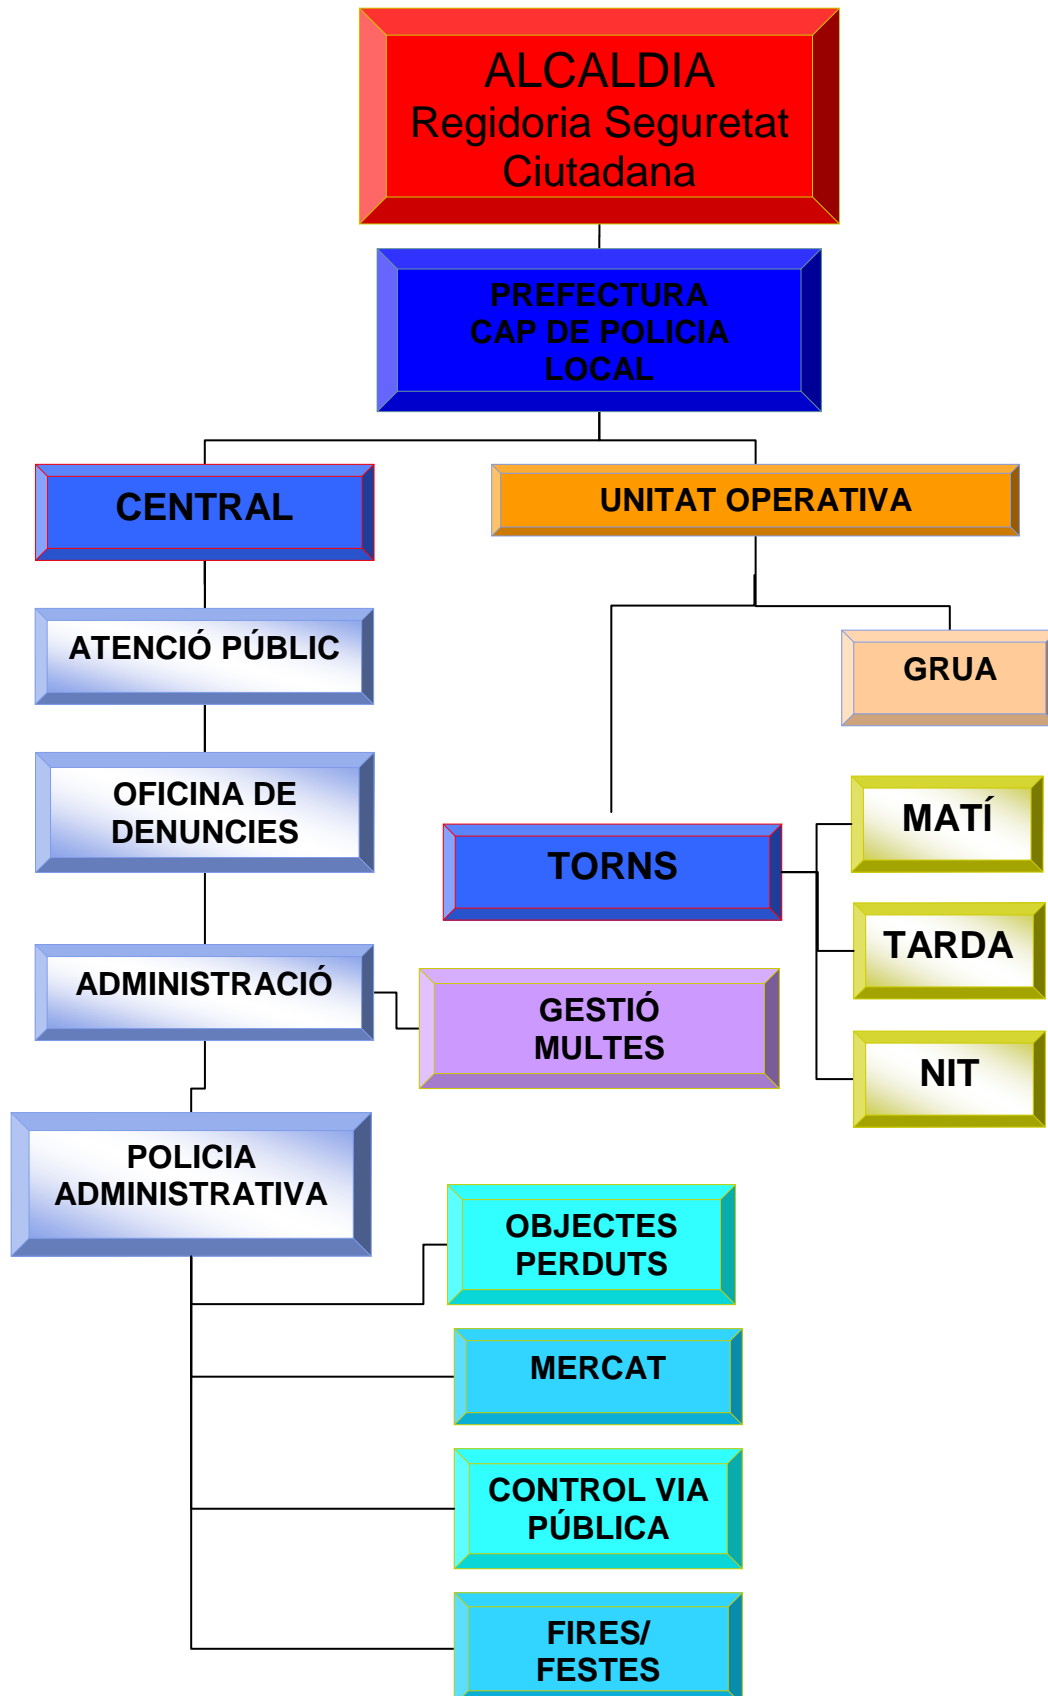 ALCALDIA
Regidoria Seguretat
Ciutadana
PREFECTURA
CAP DE POLICIA
LOCAL
CENTRAL
UNITAT OPERATIVA
ATENCIÓ PÚBLIC
GRUA
OFICINA DE
DENUNCIES
MATÍ
TORNS
TARDA
ADMINISTRACIÓ
GESTIÓ
MULTES
NIT
POLICIA
ADMINISTRATIVA
OBJECTES
PERDUTS
MERCAT
CONTROL VIA
PÚBLICA
FIRES/
FESTES